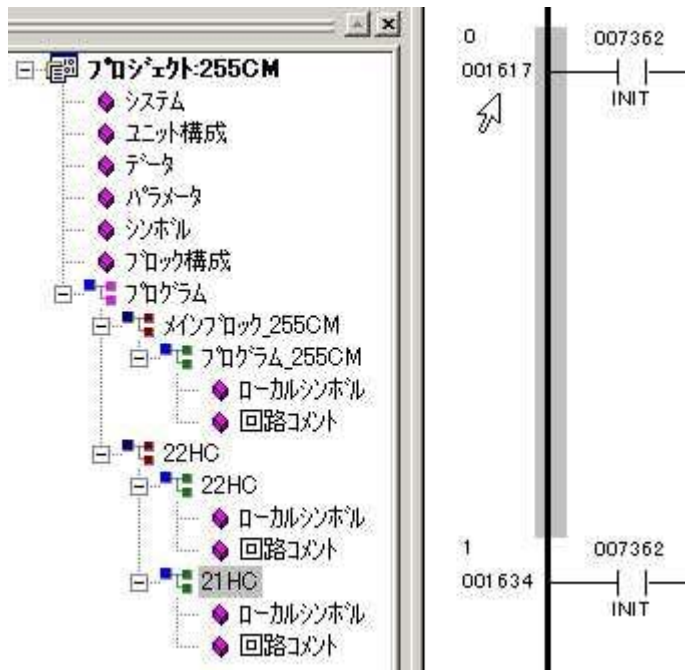 プロジェクト:255CM
システム
ユニット構成
データ
パラメータ
シンボル
ブロック構成
プログラム
メインブロック_255CM
プログラム_255CM
ローカルシンボル
回路コメント
22HC
22HC
ローカルシンボル
回路コメント
21HC
ローカルシンボル
回路コメント
0
007362
001617
INIT
1
007362
001634
INIT